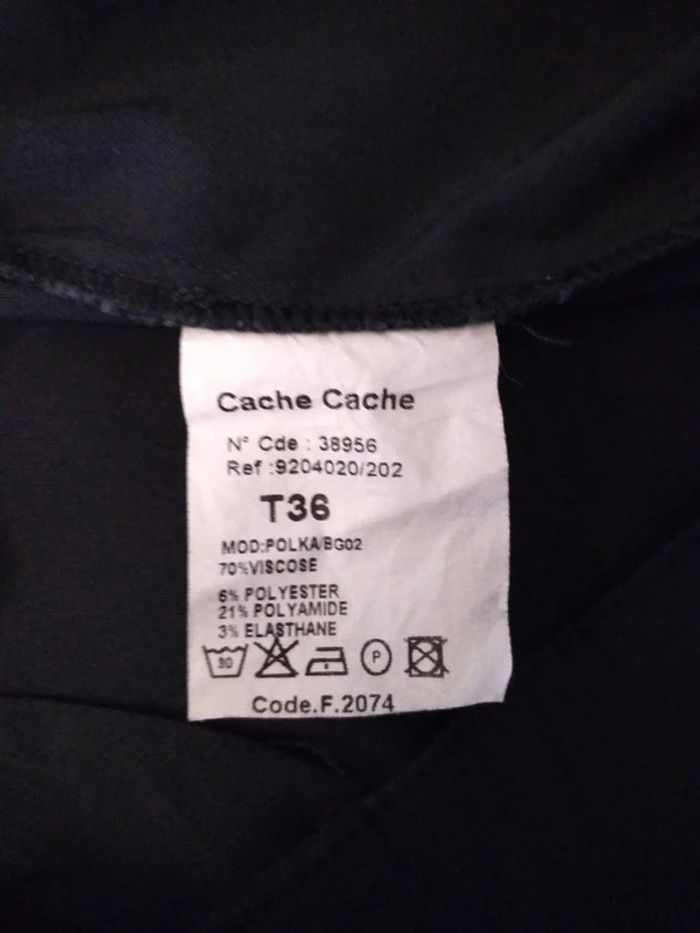 Cache Cache
N° Cde : 38956
Ref :9204020/202
T36
MOD:POLKA/BG02
70%VISCOSE
6% POLYESTER
21% POLYAMIDE
3% ELASTHANE
30 P
Code.F.2074